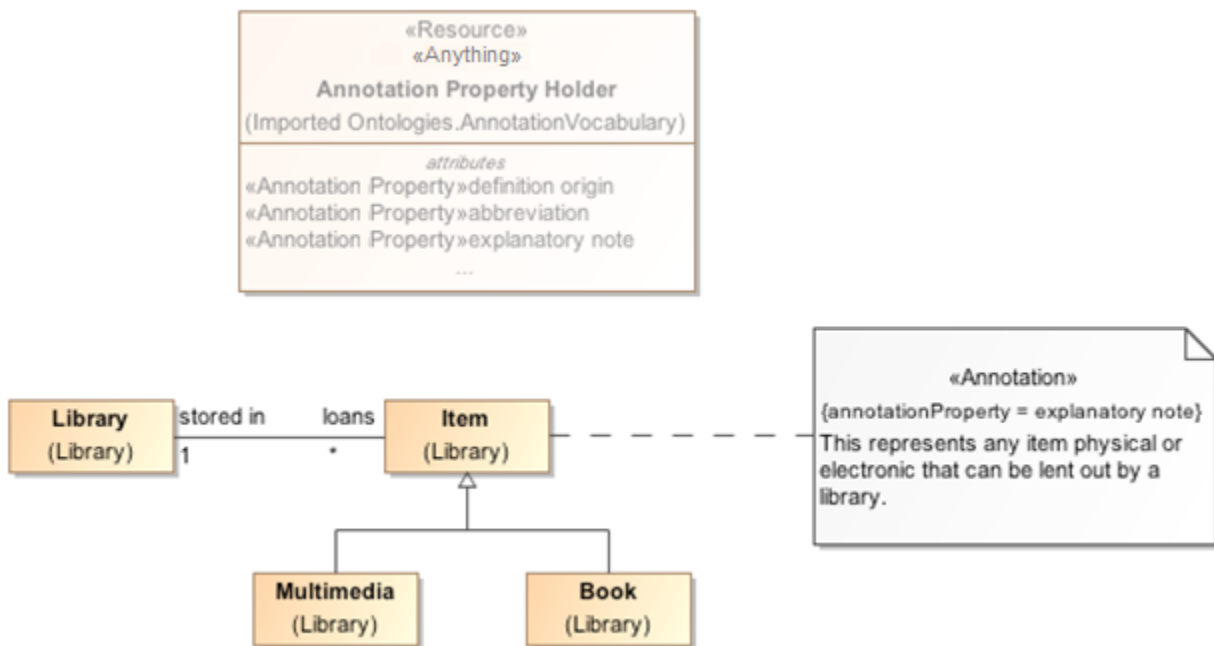 «Resource»
«Anything»
Annotation Property Holder
(Imported Ontologies.AnnotationVocabulary)
attributes
«Annotation Property»definition origin
«Annotation Property»abbreviation
«Annotation Property»explanatory note
...
«Annotation»
{annotationProperty = explanatory note}
This represents any item physical or
electronic that can be lent out by a
library.
Library
(Library)
stored in
1
loans
*
Item
(Library)
Multimedia
(Library)
Book
(Library)